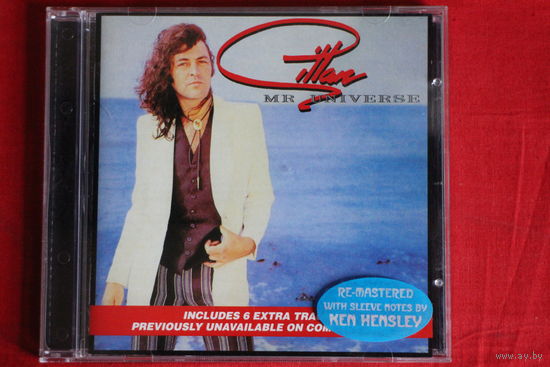 Gillan
MR UNIVERSE
INCLUDES 6 EXTRA TRA
PREVIOUSLY UNAVAILABLE ON COM
RE-MASTERED
WITH SLEEVE NOTES BY
KEN HENSLEY
www.ay.by